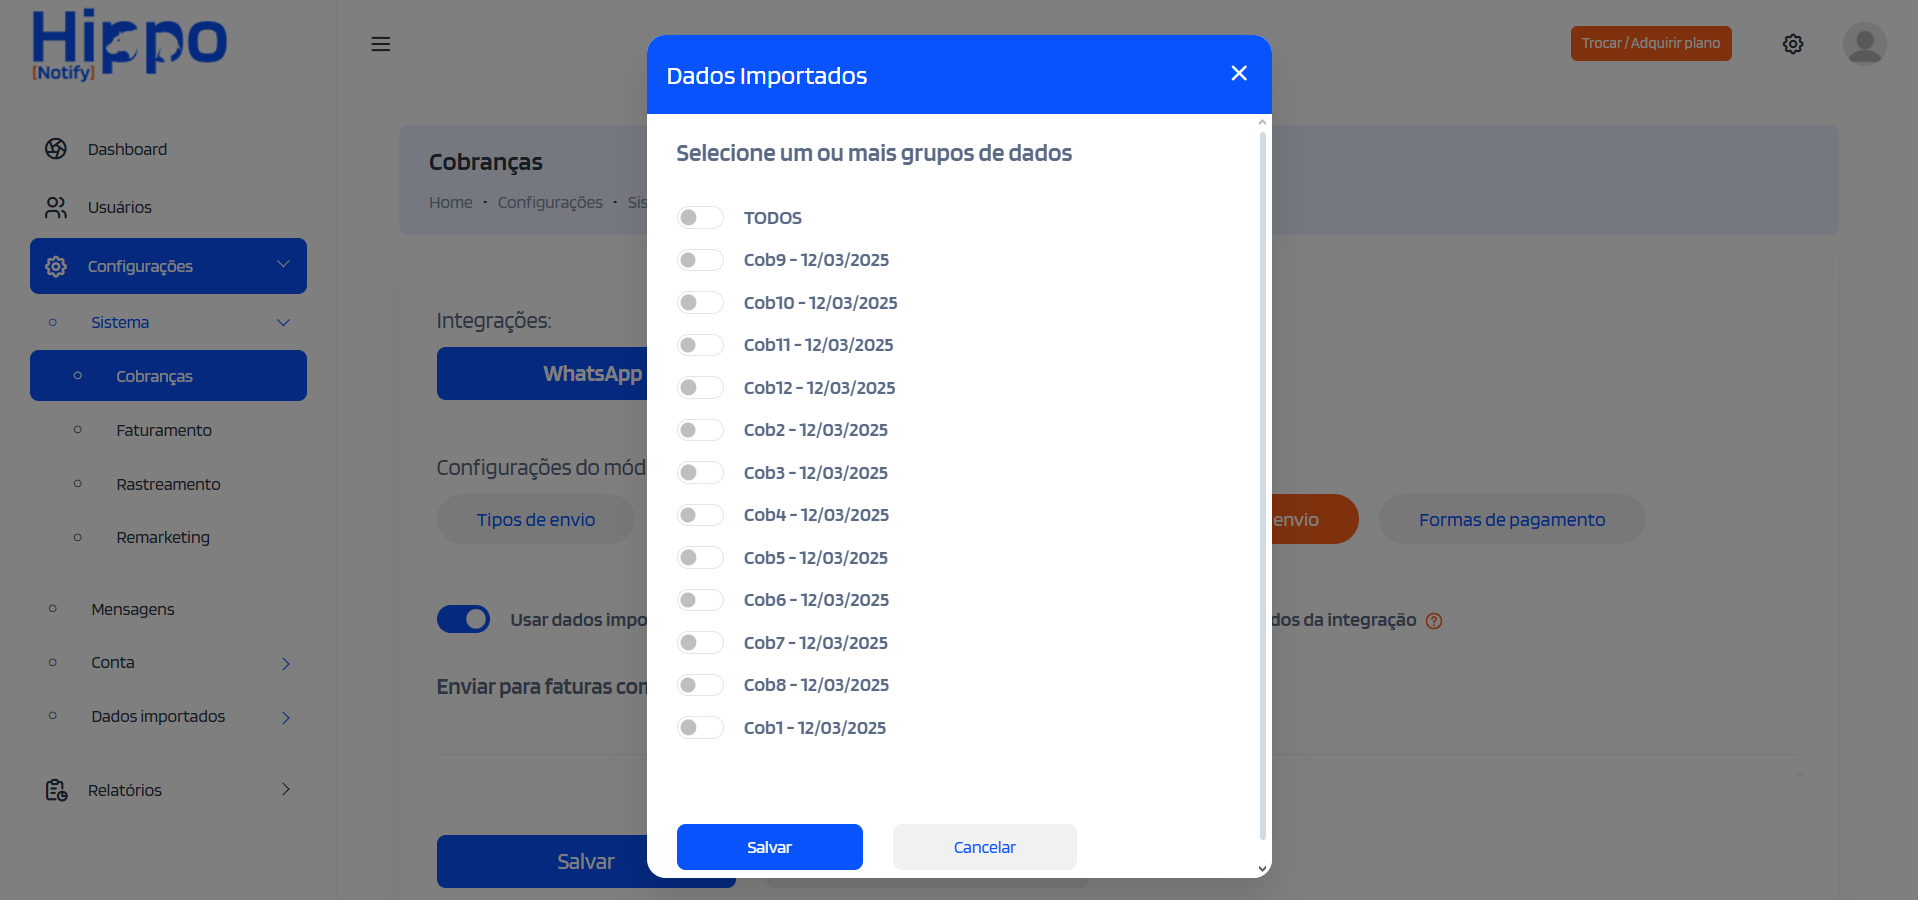 Hippo
[Notify]
Trocar / Adquirir plano
Dashboard
Usuários
Configurações
Sistema
Cobranças
Faturamento
Rastreamento
Remarketing
Mensagens
Conta
Dados importados
Relatórios
Cobranças
Home · Configurações ·
Integrações:
WhatsApp
Configurações do
Tipos de envio
envio
Formas de pagamento
Usar dados
da integração
Enviar para faturas
Salvar
Dados Importados
Selecione um ou mais grupos de dados
TODOS
Cob9 - 12/03/2025
Cob10 - 12/03/2025
Cob11 - 12/03/2025
Cob12 - 12/03/2025
Cob2 - 12/03/2025
Cob3 - 12/03/2025
Cob4 - 12/03/2025
Cob5 - 12/03/2025
Cob6 - 12/03/2025
Cob7 - 12/03/2025
Cob8 - 12/03/2025
Cob1 - 12/03/2025
Salvar
Cancelar